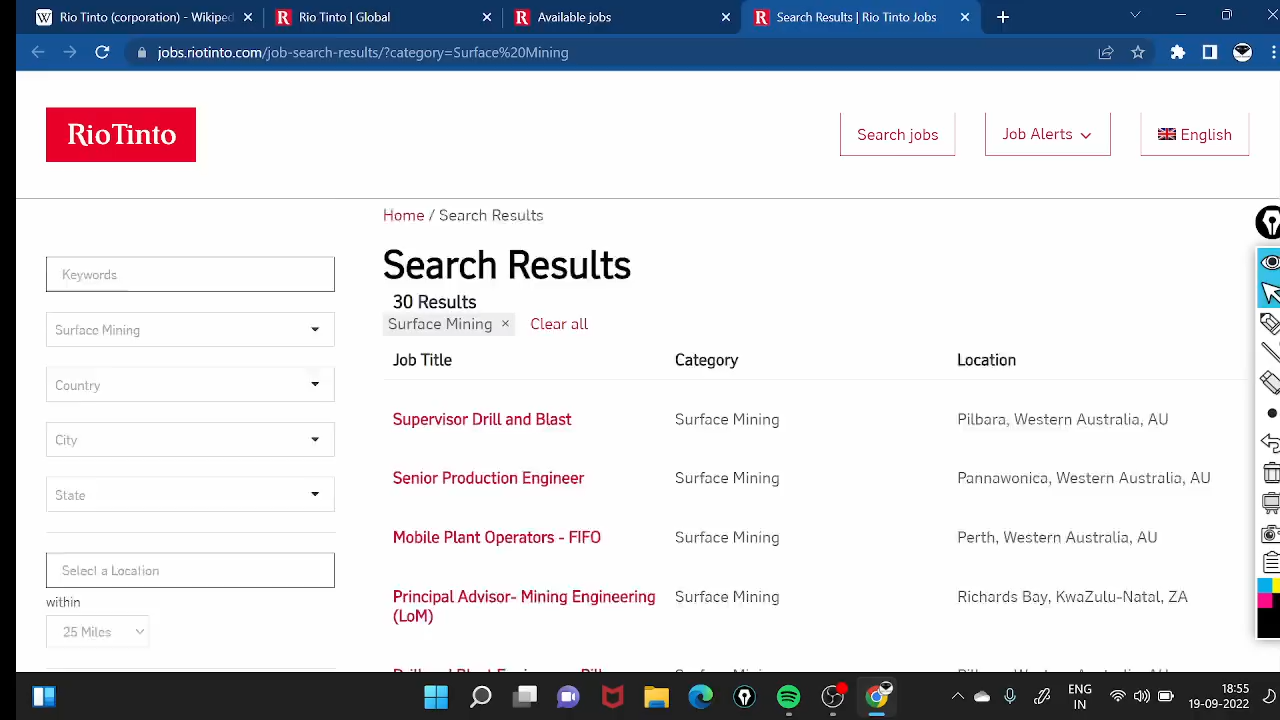 Tinto (corporation) - Wikiped
Rio Tinto | Global
Available jobs
Search Results | Rio Tinto Jobs
jobs.riotinto.com/job-search-results/?category=Surface%20Mining
RioTinto
Search jobs
Job Alerts
English
Home / Search Results
Search Results
30 Results
Surface Mining × Clear all
Keywords
Surface Mining
Country
City
State
Select a Location
within
25 Miles
Job Title Category Location
Supervisor Drill and Blast Surface Mining Pilbara, Western Australia, AU
Senior Production Engineer Surface Mining Pannawonica, Western Australia, AU
Mobile Plant Operators - FIFO Surface Mining Perth, Western Australia, AU
Principal Advisor- Mining Engineering (LoM) Surface Mining Richards Bay, KwaZulu-Natal, ZA
ENG
IN
18:55
19-09-2022